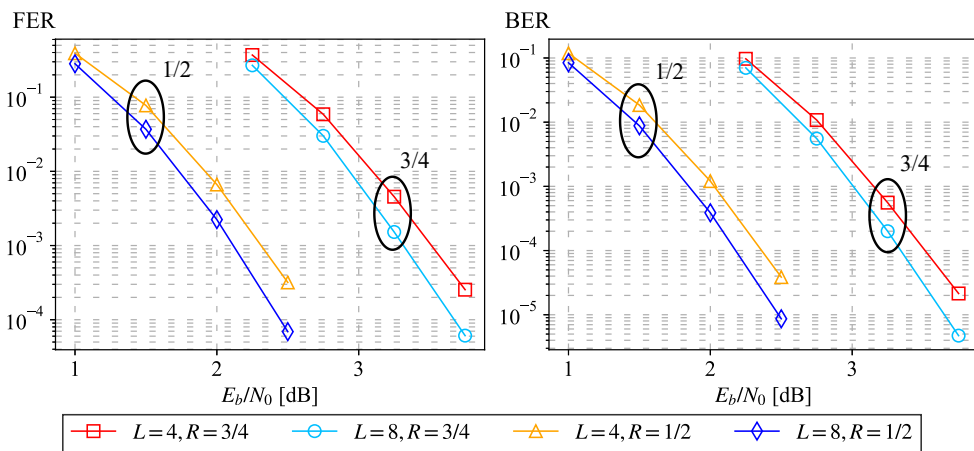 FER
BER
10⁻¹
10⁻²
10⁻³
10⁻⁴
1/2
3/4
1 2 3
E_b/N_0 [dB]
10⁻¹
10⁻²
10⁻³
10⁻⁴
10⁻⁵
1/2
3/4
1 2 3
E_b/N_0 [dB]
L = 4, R = 3/4 L = 8, R = 3/4 L = 4, R = 1/2 L = 8, R = 1/2